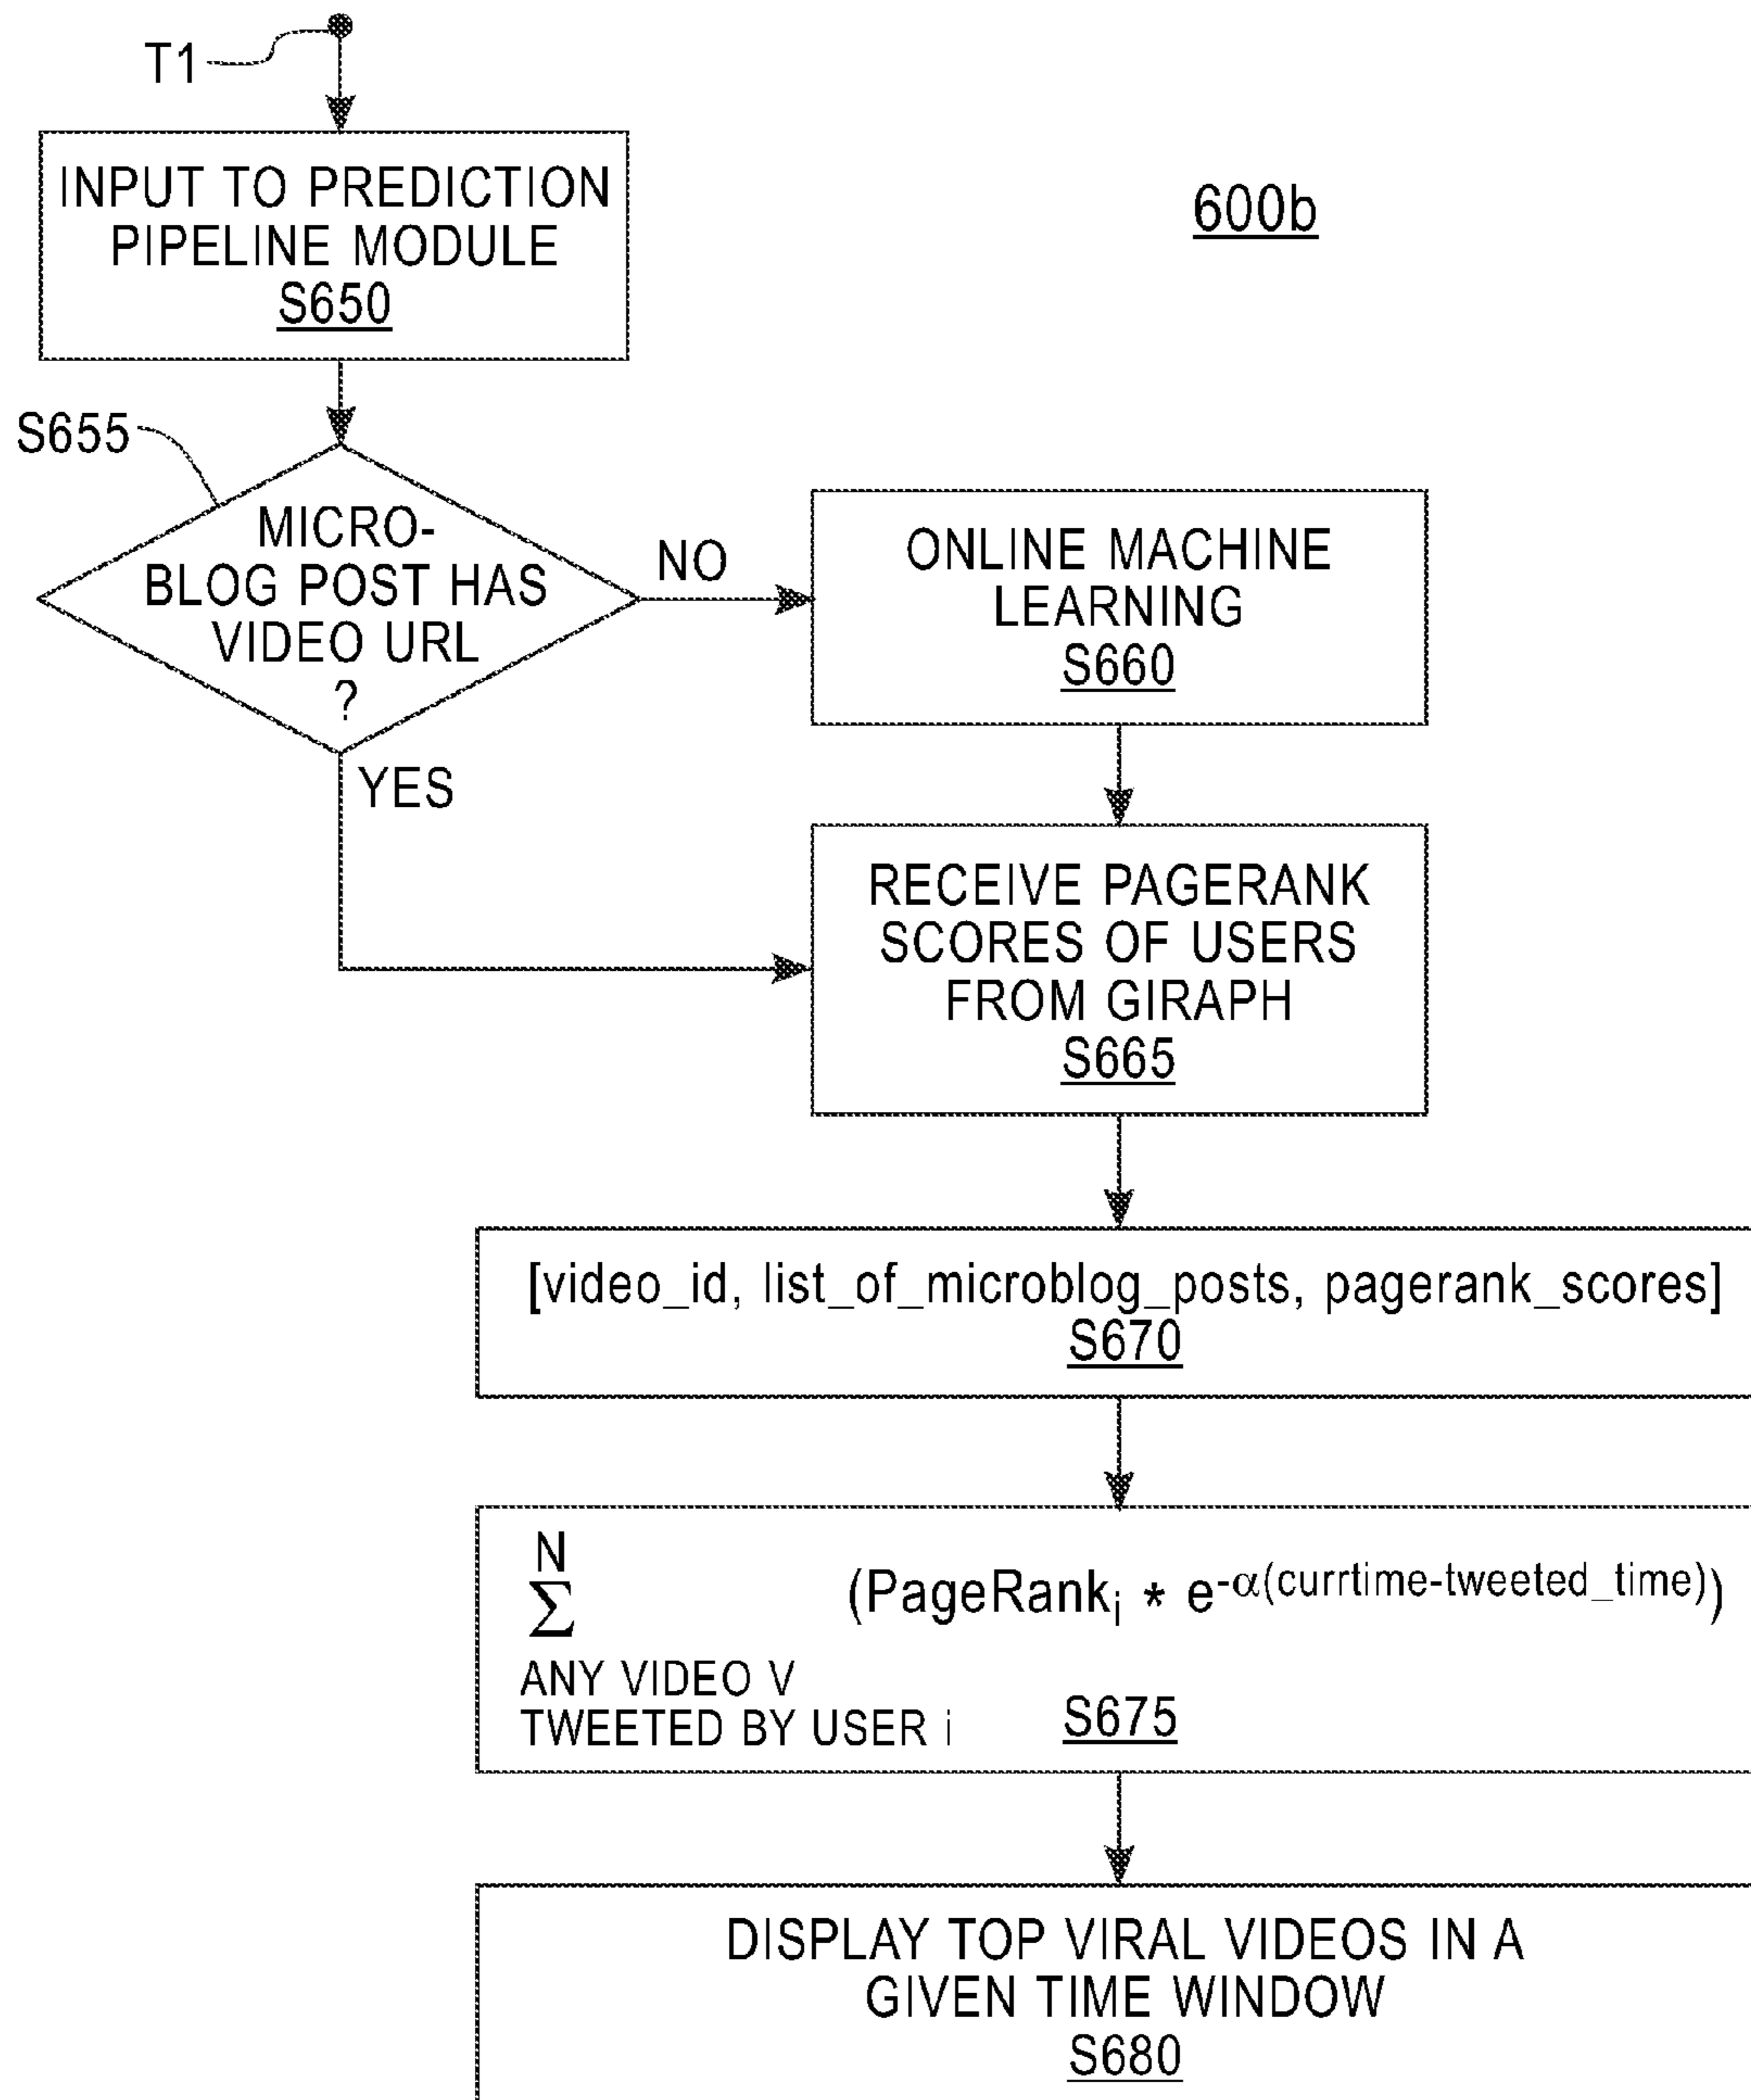 T1
INPUT TO PREDICTION
PIPELINE MODULE
S650
600b
S655
MICRO-
BLOG POST HAS
VIDEO URL
?
NO
YES
ONLINE MACHINE
LEARNING
S660
RECEIVE PAGERANK
SCORES OF USERS
FROM GIRAPH
S665
[video_id, list_of_microblog_posts, pagerank_scores]
S670
N
Σ (PageRankᵢ * e^-α(currtime-tweeted_time))
ANY VIDEO V
TWEETED BY USER i
S675
DISPLAY TOP VIRAL VIDEOS IN A
GIVEN TIME WINDOW
S680